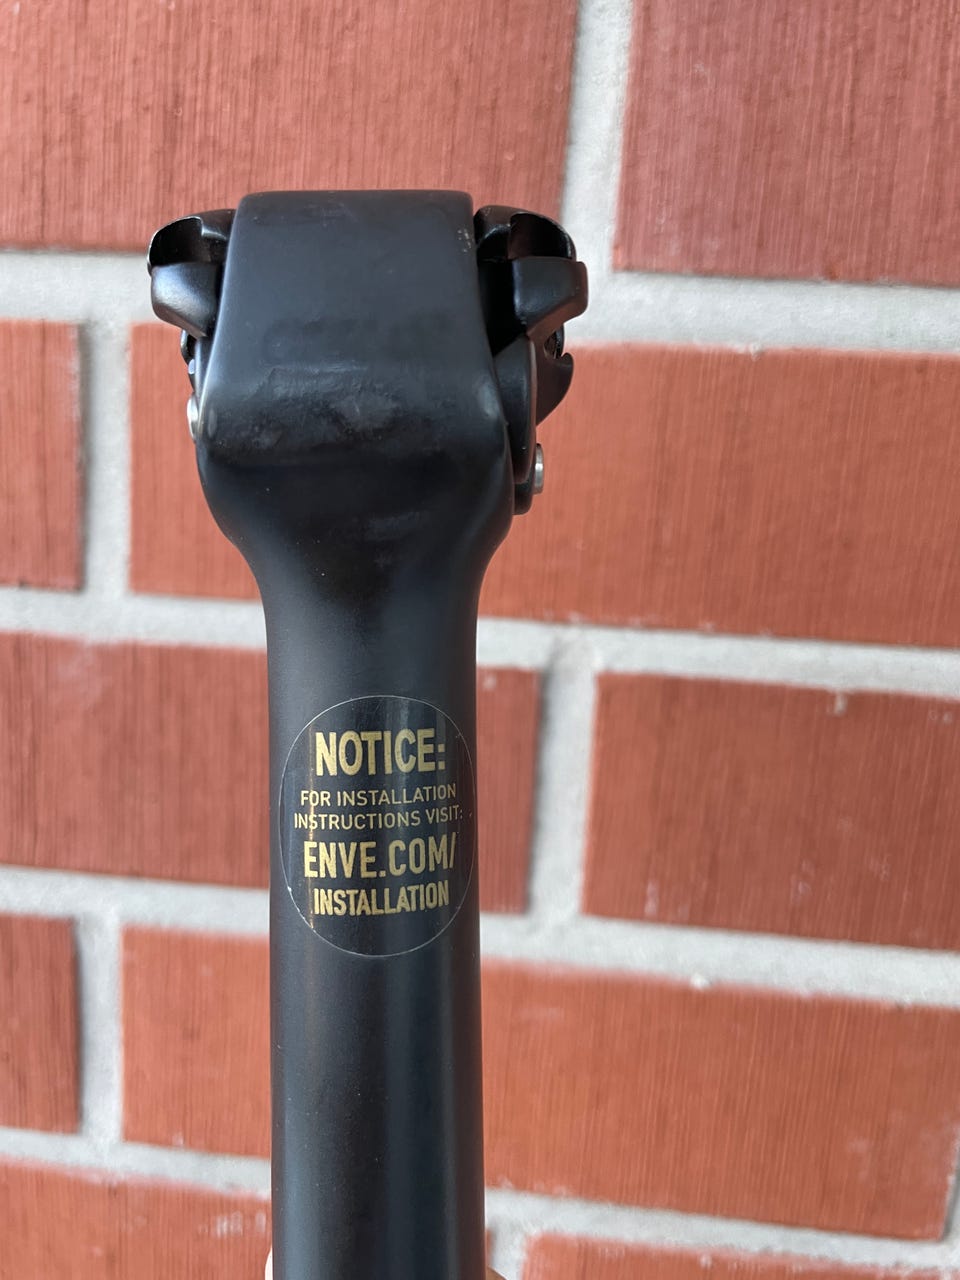 NOTICE:
FOR INSTALLATION
INSTRUCTIONS VISIT:
ENVE.COM/
INSTALLATION